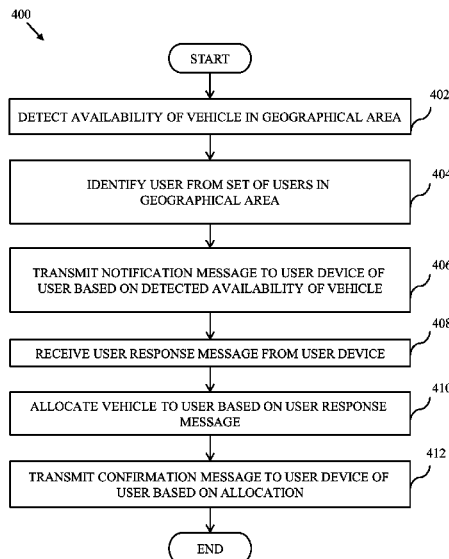 400
START
402
DETECT AVAILABILITY OF VEHICLE IN GEOGRAPHICAL AREA
404
IDENTIFY USER FROM SET OF USERS IN
GEOGRAPHICAL AREA
406
TRANSMIT NOTIFICATION MESSAGE TO USER DEVICE OF
USER BASED ON DETECTED AVAILABILITY OF VEHICLE
408
RECEIVE USER RESPONSE MESSAGE FROM USER DEVICE
410
ALLOCATE VEHICLE TO USER BASED ON USER RESPONSE
MESSAGE
412
TRANSMIT CONFIRMATION MESSAGE TO USER DEVICE OF
USER BASED ON ALLOCATION
END